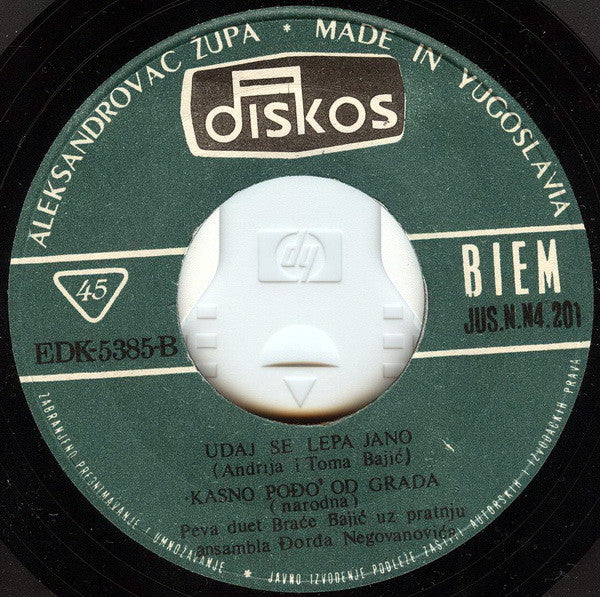 ALEKSANDROVAC ŽUPA * MADE IN YUGOSLAVIA
diskos
45
BIEM
JUS.N.N4.201
EDK-5385-B
hp
UDAJ SE LEPA JANO
(Andrija i Toma Bajić)
KASNO POĐO' OD GRADA
(narodna)
Peva duet Braće Bajić uz pratnju
ansambla Đorđa Negovanovića
ZABRANJENO PRESNIMAVANJE I UMNOŽAVANJE * JAVNO IZVOĐENJE PODLEŽE ZAŠTITI AUTORSKIH I IZVOĐAČKIH PRAVA